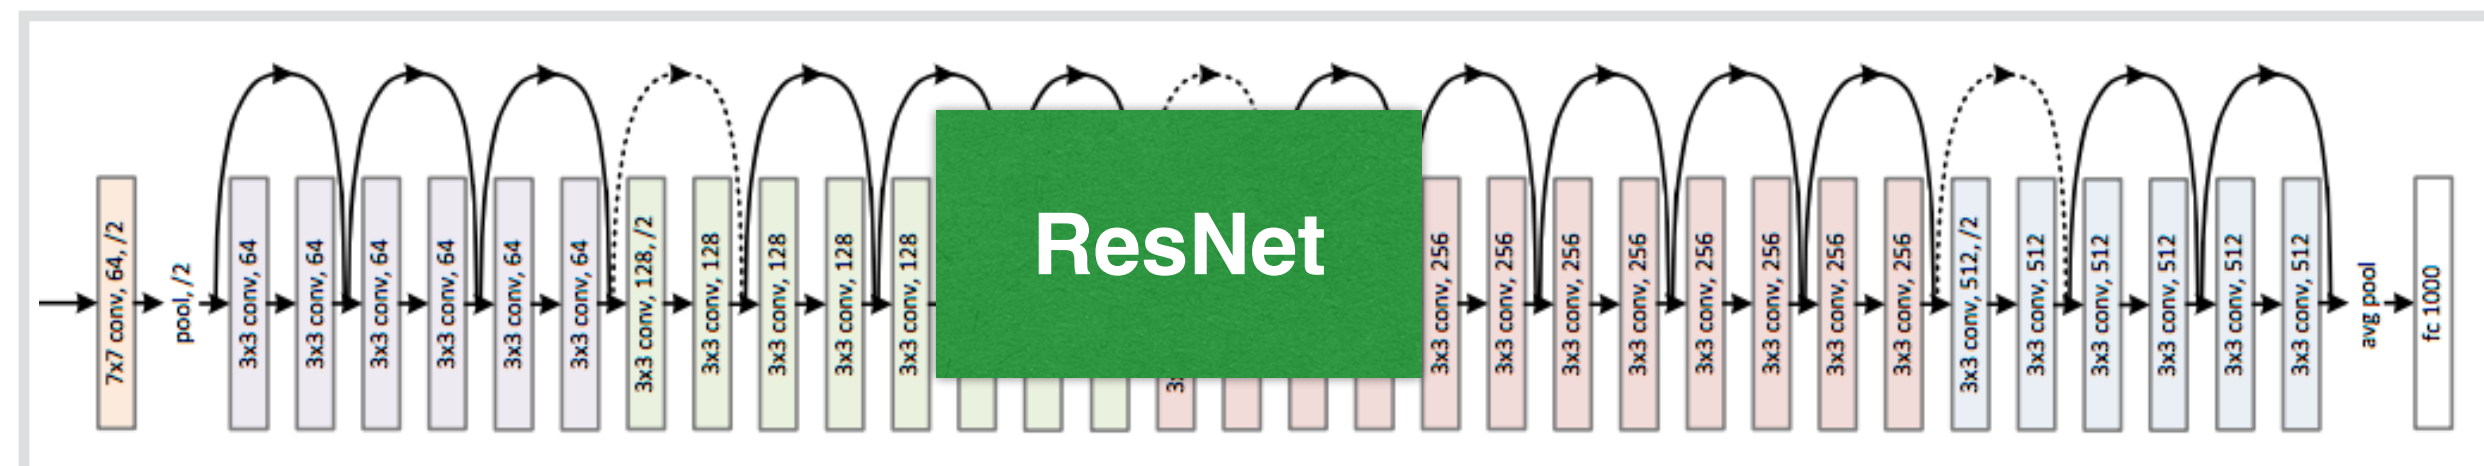 7x7 conv, 64, /2
pool, /2
3x3 conv, 64
3x3 conv, 64
3x3 conv, 64
3x3 conv, 64
3x3 conv, 64
3x3 conv, 64
3x3 conv, 128, /2
3x3 conv, 128
3x3 conv, 128
3x3 conv, 128
3x3 conv, 128
ResNet
3x3 conv, 256
3x3 conv, 256
3x3 conv, 256
3x3 conv, 256
3x3 conv, 256
3x3 conv, 256
3x3 conv, 256
3x3 conv, 256
3x3 conv, 512, /2
3x3 conv, 512
3x3 conv, 512
3x3 conv, 512
3x3 conv, 512
3x3 conv, 512
avg pool
fc 1000